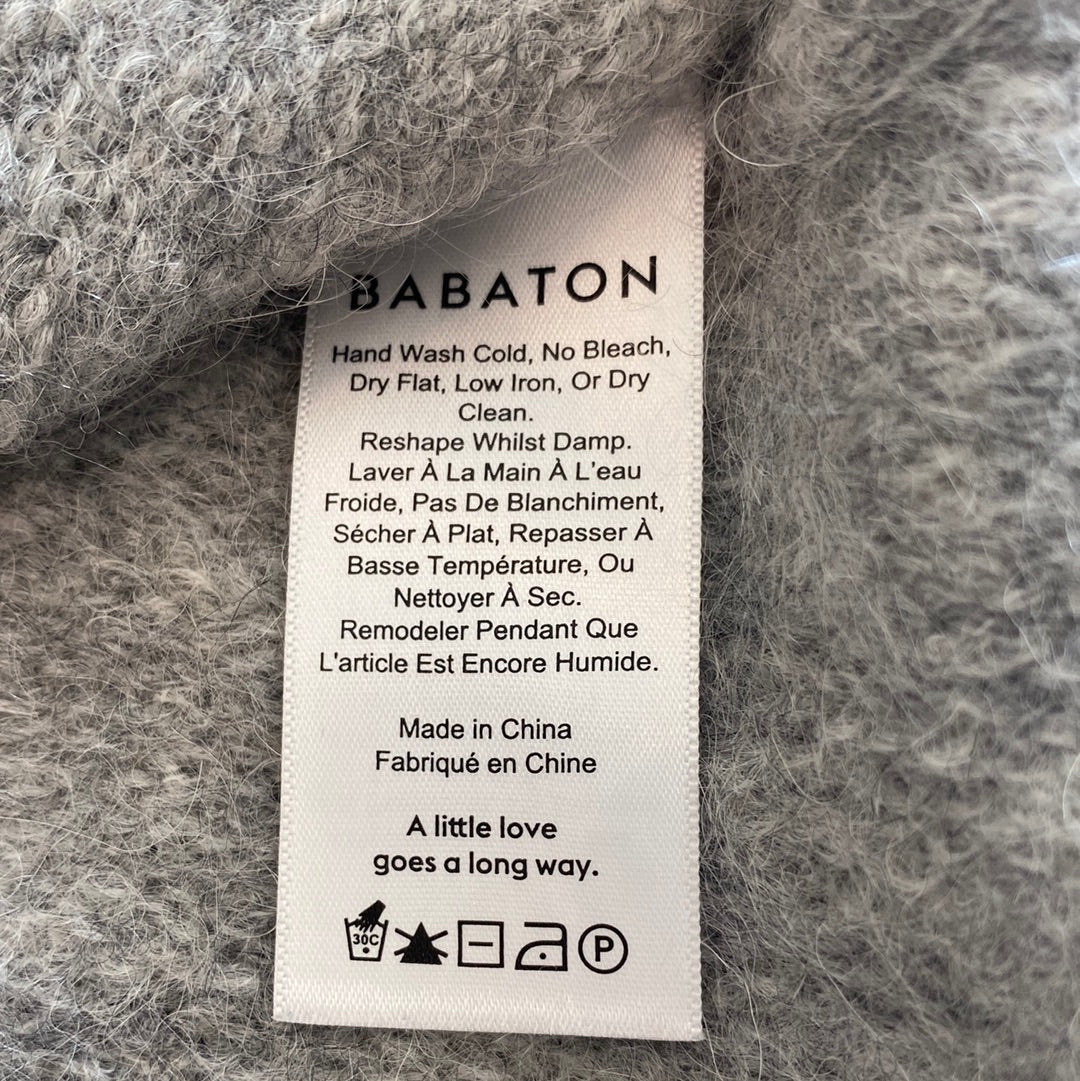 BABATON
Hand Wash Cold, No Bleach,
Dry Flat, Low Iron, Or Dry
Clean.
Reshape Whilst Damp.
Laver À La Main À L'eau
Froide, Pas De Blanchiment,
Sécher À Plat, Repasser À
Basse Température, Ou
Nettoyer À Sec.
Remodeler Pendant Que
L'article Est Encore Humide.
Made in China
Fabriqué en Chine
A little love
goes a long way.
30C P